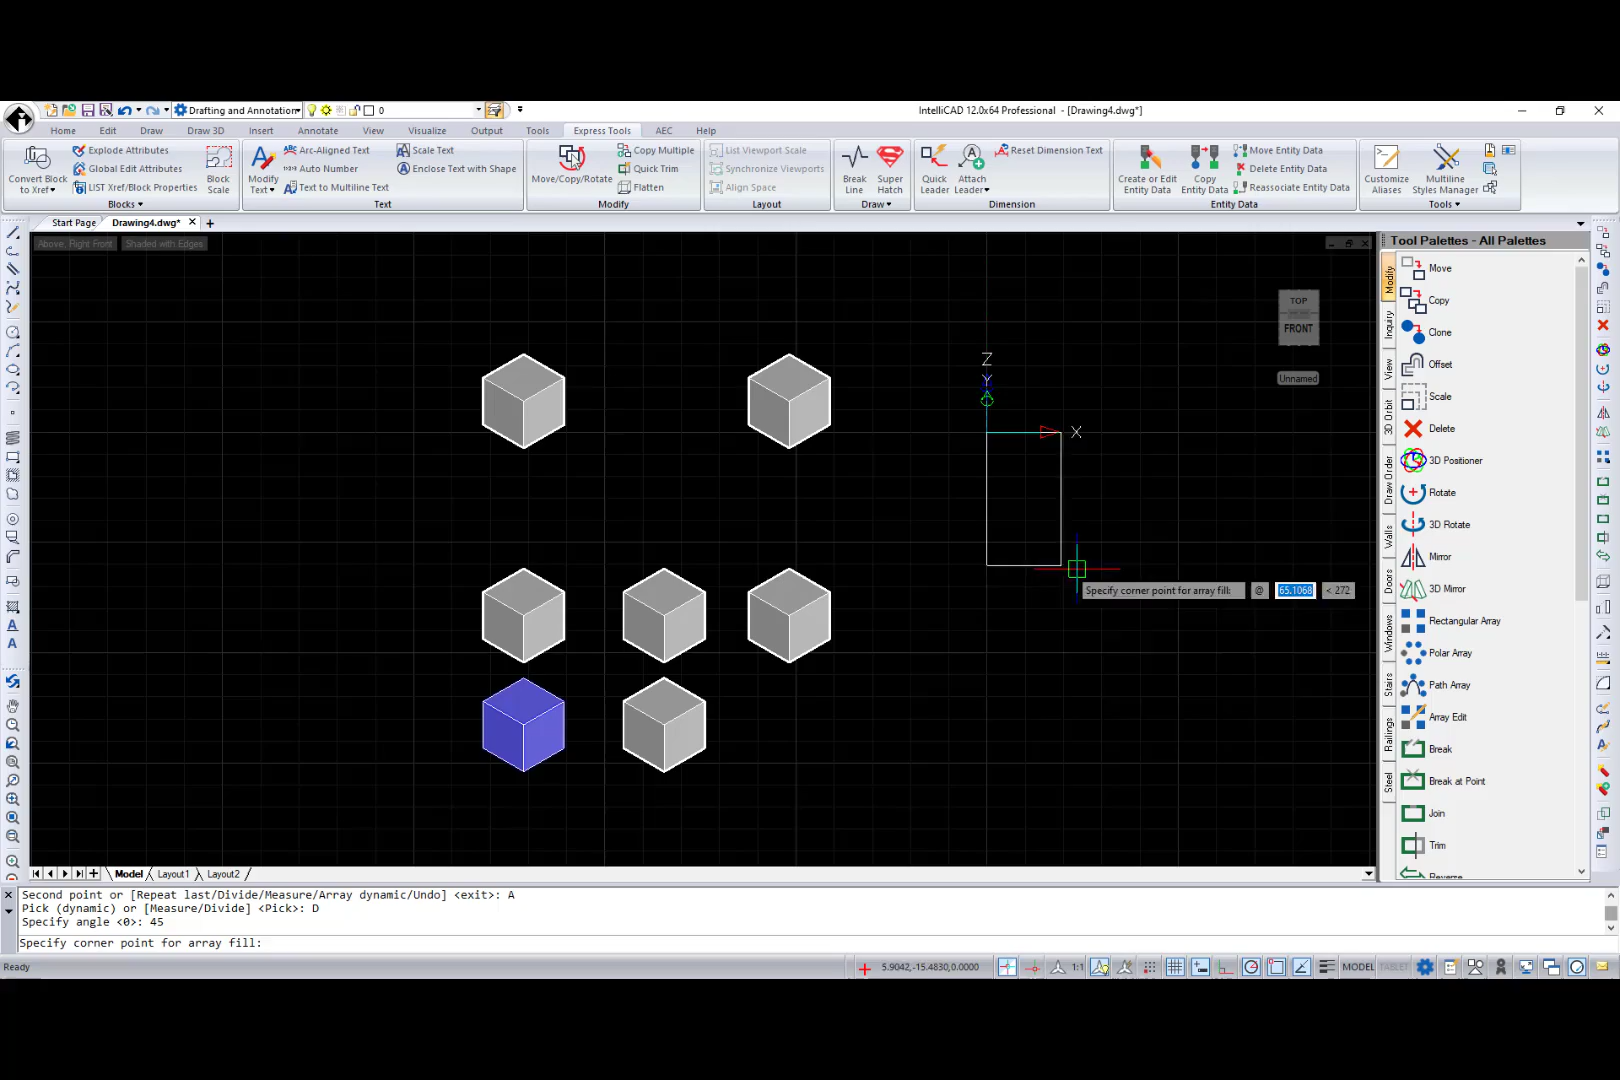 Drafting and Annotation
0
IntelliCAD 12.0x64 Professional - [Drawing4.dwg*]
Home Edit Draw Draw 3D Insert Annotate View Visualize Output Tools Express Tools AEC Help
Convert Block to Xref
Explode Attributes
Global Edit Attributes
LIST Xref/Block Properties
Block Scale
Blocks
Modify Text
Arc-Aligned Text
Auto Number
Text to Multiline Text
Scale Text
Enclose Text with Shape
Text
Move/Copy/Rotate
Copy Multiple
Quick Trim
Flatten
Modify
List Viewport Scale
Synchronize Viewports
Align Space
Layout
Break Line
Super Hatch
Draw
Quick Leader
Attach Leader
Reset Dimension Text
Dimension
Create or Edit Entity Data
Copy Entity Data
Move Entity Data
Delete Entity Data
Reassociate Entity Data
Entity Data
Customize Aliases
Multiline Styles Manager
Tools
Start Page
Drawing4.dwg*
Above, Right Front
Shaded with Edges
TOP
FRONT
Unnamed
Z
Y
X
Specify corner point for array fill: @ 65.1068 < 272
Tool Palettes - All Palettes
Modify
Inquiry
View
3D Orbit
Draw Order
Walls
Doors
Windows
Stairs
Railings
Steel
Move
Copy
Clone
Offset
Scale
Delete
3D Positioner
Rotate
3D Rotate
Mirror
3D Mirror
Rectangular Array
Polar Array
Path Array
Array Edit
Break
Break at Point
Join
Trim
Reverse
Model Layout1 Layout2
Second point or [Repeat last/Divide/Measure/Array dynamic/Undo] <exit>: A
Pick (dynamic) or [Measure/Divide] <Pick>: D
Specify angle <0>: 45
Specify corner point for array fill:
Ready
5.9042,-15.4830,0.0000
1:1
MODEL
TABLET